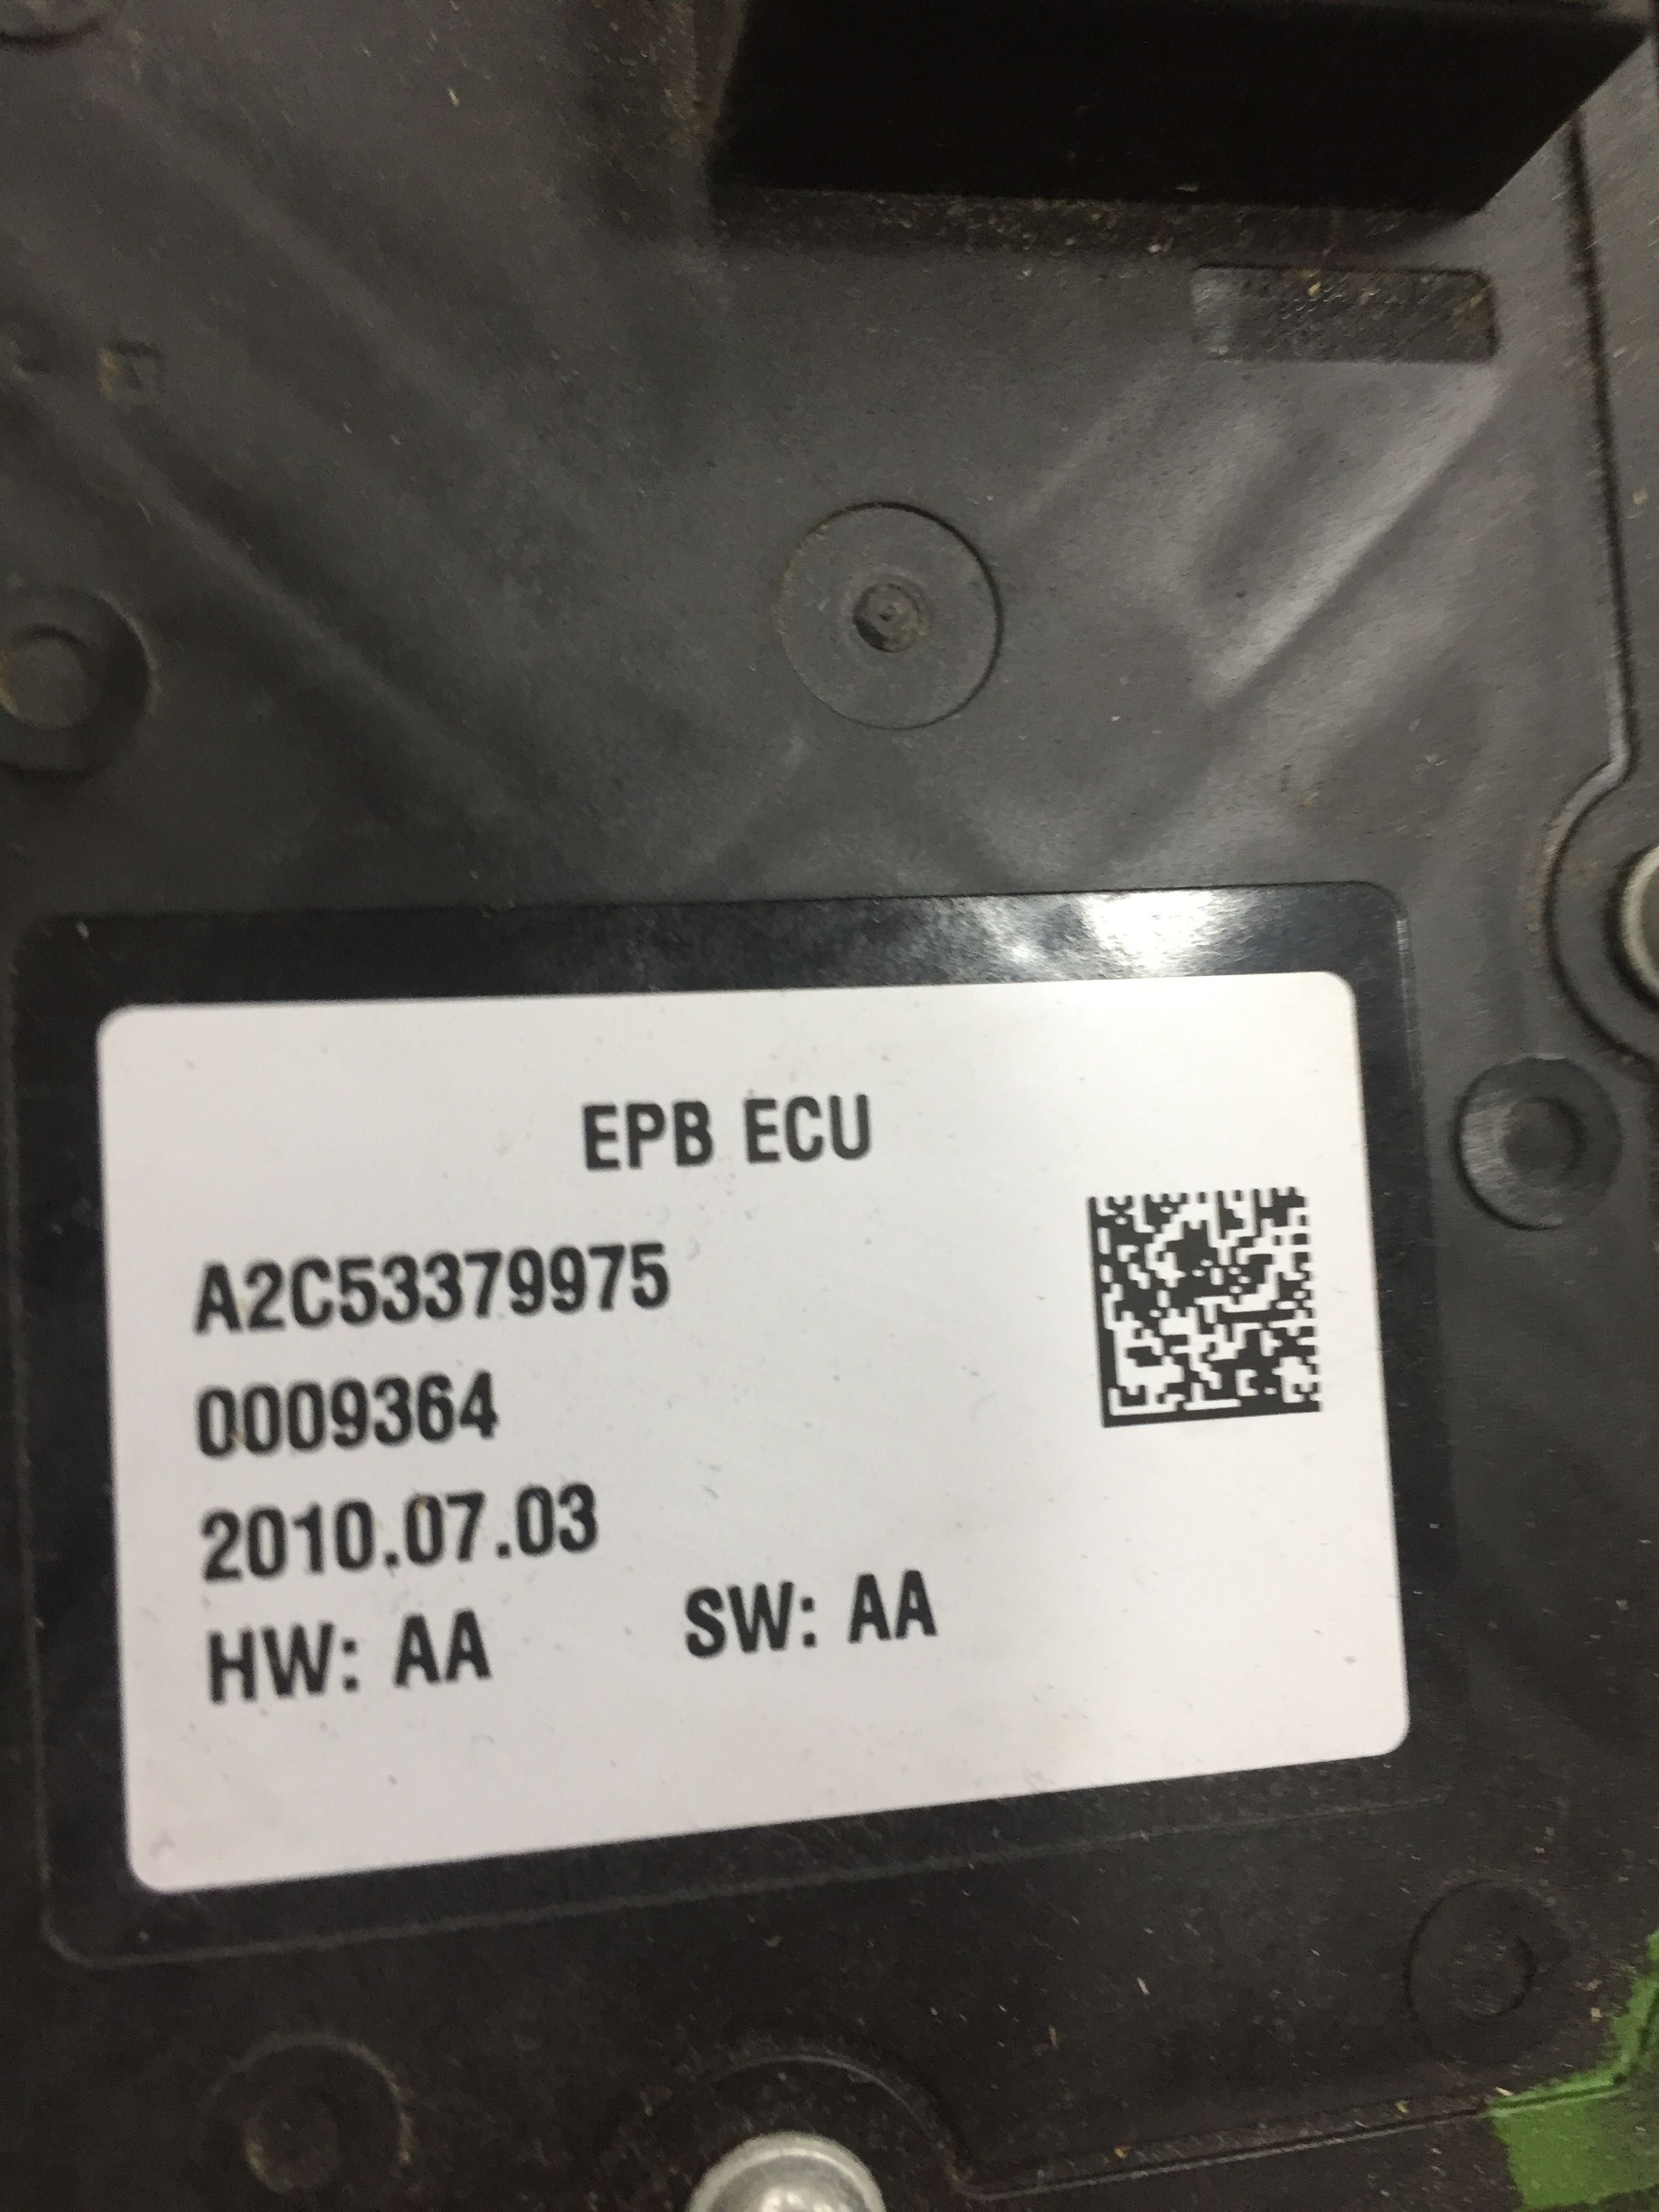 EPB ECU
A2C53379975
0009364
2010.07.03
HW: AA SW: AA